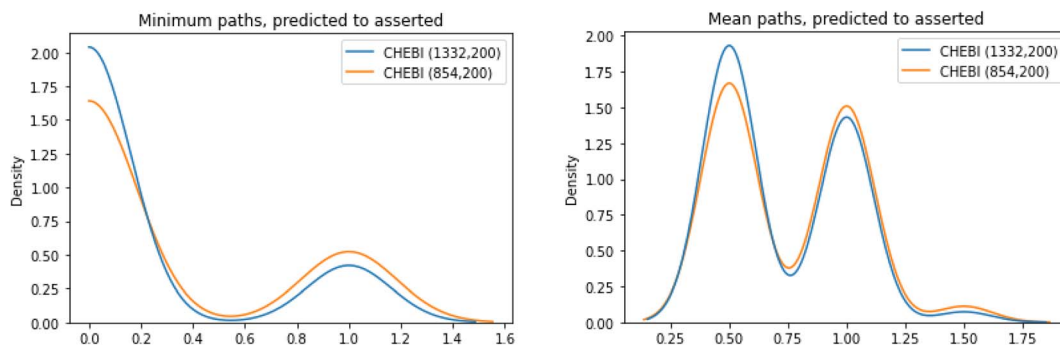 Minimum paths, predicted to asserted
CHEBI (1332,200)
CHEBI (854,200)
Density
2.00
1.75
1.50
1.25
1.00
0.75
0.50
0.25
0.00
0.0 0.2 0.4 0.6 0.8 1.0 1.2 1.4 1.6
Mean paths, predicted to asserted
CHEBI (1332,200)
CHEBI (854,200)
Density
2.00
1.75
1.50
1.25
1.00
0.75
0.50
0.25
0.00
0.25 0.50 0.75 1.00 1.25 1.50 1.75